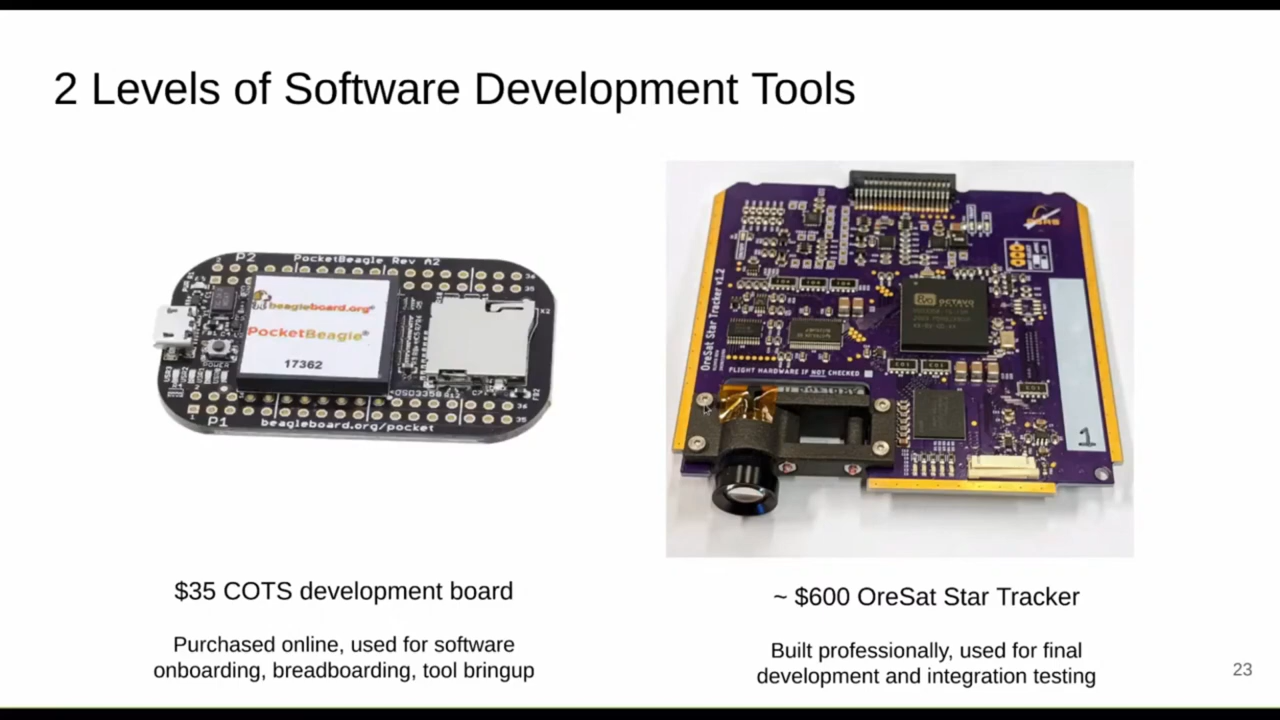 2 Levels of Software Development Tools
P2
PocketBeagle Rev A2
beagleboard.org®
PocketBeagle®
17362
POWER
P1
beagleboard.org/pocket
36
35
$35 COTS development board
Purchased online, used for software
onboarding, breadboarding, tool bringup
OreSat Star Tracker v1.2
OCTAVO
FLIGHT HARDWARE IF NOT CHECKED
1
~ $600 OreSat Star Tracker
Built professionally, used for final
development and integration testing
23